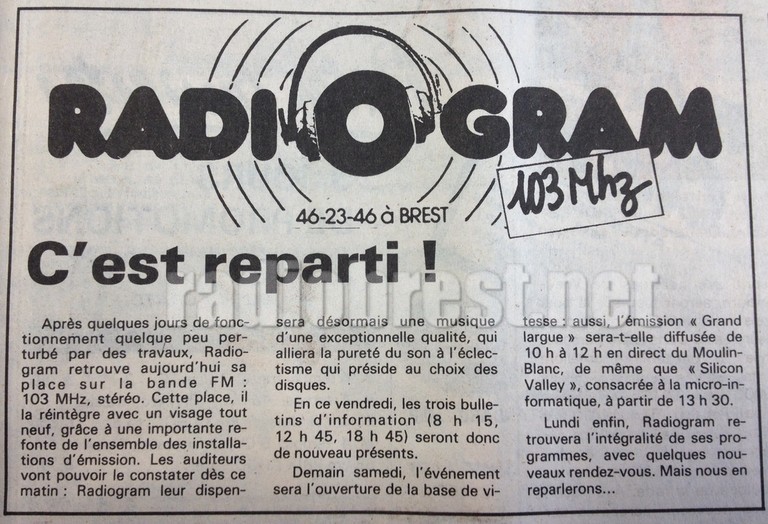 RADIOGRAM
103 Mhz
46-23-46 à BREST
C'est reparti !
radiobrest.net
Après quelques jours de fonc-
tionnement quelque peu per-
turbé par des travaux, Radio-
gram retrouve aujourd'hui sa
place sur la bande FM :
103 MHz, stéréo. Cette place, il
la réintègre avec un visage tout
neuf, grâce à une importante re-
fonte de l'ensemble des installa-
tions d'émission. Les auditeurs
vont pouvoir le constater dès ce
matin : Radiogram leur dispen-
sera désormais une musique
d'une exceptionnelle qualité, qui
alliera la pureté du son à l'éclec-
tisme qui préside au choix des
disques.
En ce vendredi, les trois bulle-
tins d'information (8 h 15,
12 h 45, 18 h 45) seront donc
de nouveau présents.
Demain samedi, l'événement
sera l'ouverture de la base de vi-
tesse : aussi, l'émission « Grand
largue » sera-t-elle diffusée de
10 h à 12 h en direct du Moulin-
Blanc, de même que « Silicon
Valley », consacrée à la micro-in-
formatique, à partir de 13 h 30.
Lundi enfin, Radiogram re-
trouvera l'intégralité de ses pro-
grammes, avec quelques nou-
veaux rendez-vous. Mais nous en
reparlerons...